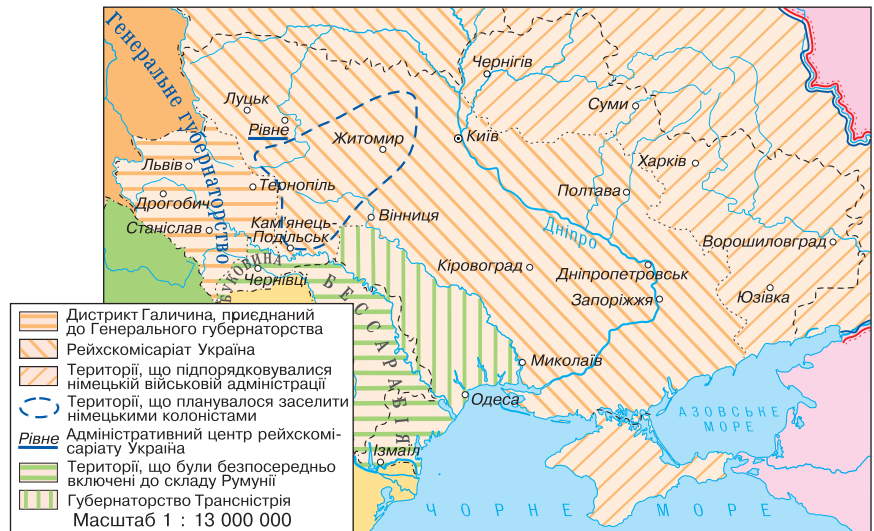 Генеральне губернаторство
Чернігів
Луцьк
Суми
Рівне
Житомир
Київ
Львів
Харків
Тернопіль
Полтава
Дрогобич
Станіслав
Кам'янець-
Подільськ
Вінниця
Дніпро
Ворошиловград
БУКОВИНА
Чернівці
Кіровоград
Дніпропетровськ
Запоріжжя
Юзівка
БЕССАРАБІЯ
Миколаїв
Одеса
Ізмаїл
АЗОВСЬКЕ
МОРЕ
ЧОРНЕ МОРЕ
Дистрикт Галичина, приєднаний
до Генерального губернаторства
Рейхскомісаріат Україна
Території, що підпорядковувалися
німецькій військовій адміністрації
Території, що планувалося заселити
німецькими колоністами
Рівне Адміністративний центр рейхскомі-
саріату Україна
Території, що були безпосередньо
включені до складу Румунії
Губернаторство Трансністрія
Масштаб 1 : 13 000 000